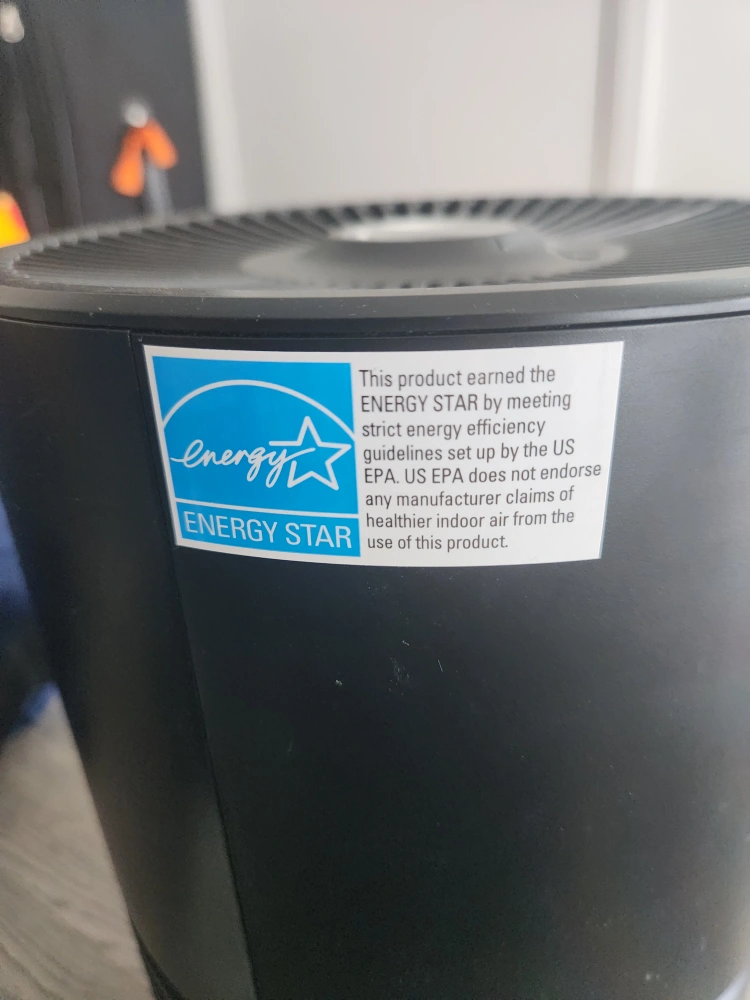 energy
ENERGY STAR
This product earned the
ENERGY STAR by meeting
strict energy efficiency
guidelines set up by the US
EPA. US EPA does not endorse
any manufacturer claims of
healthier indoor air from the
use of this product.